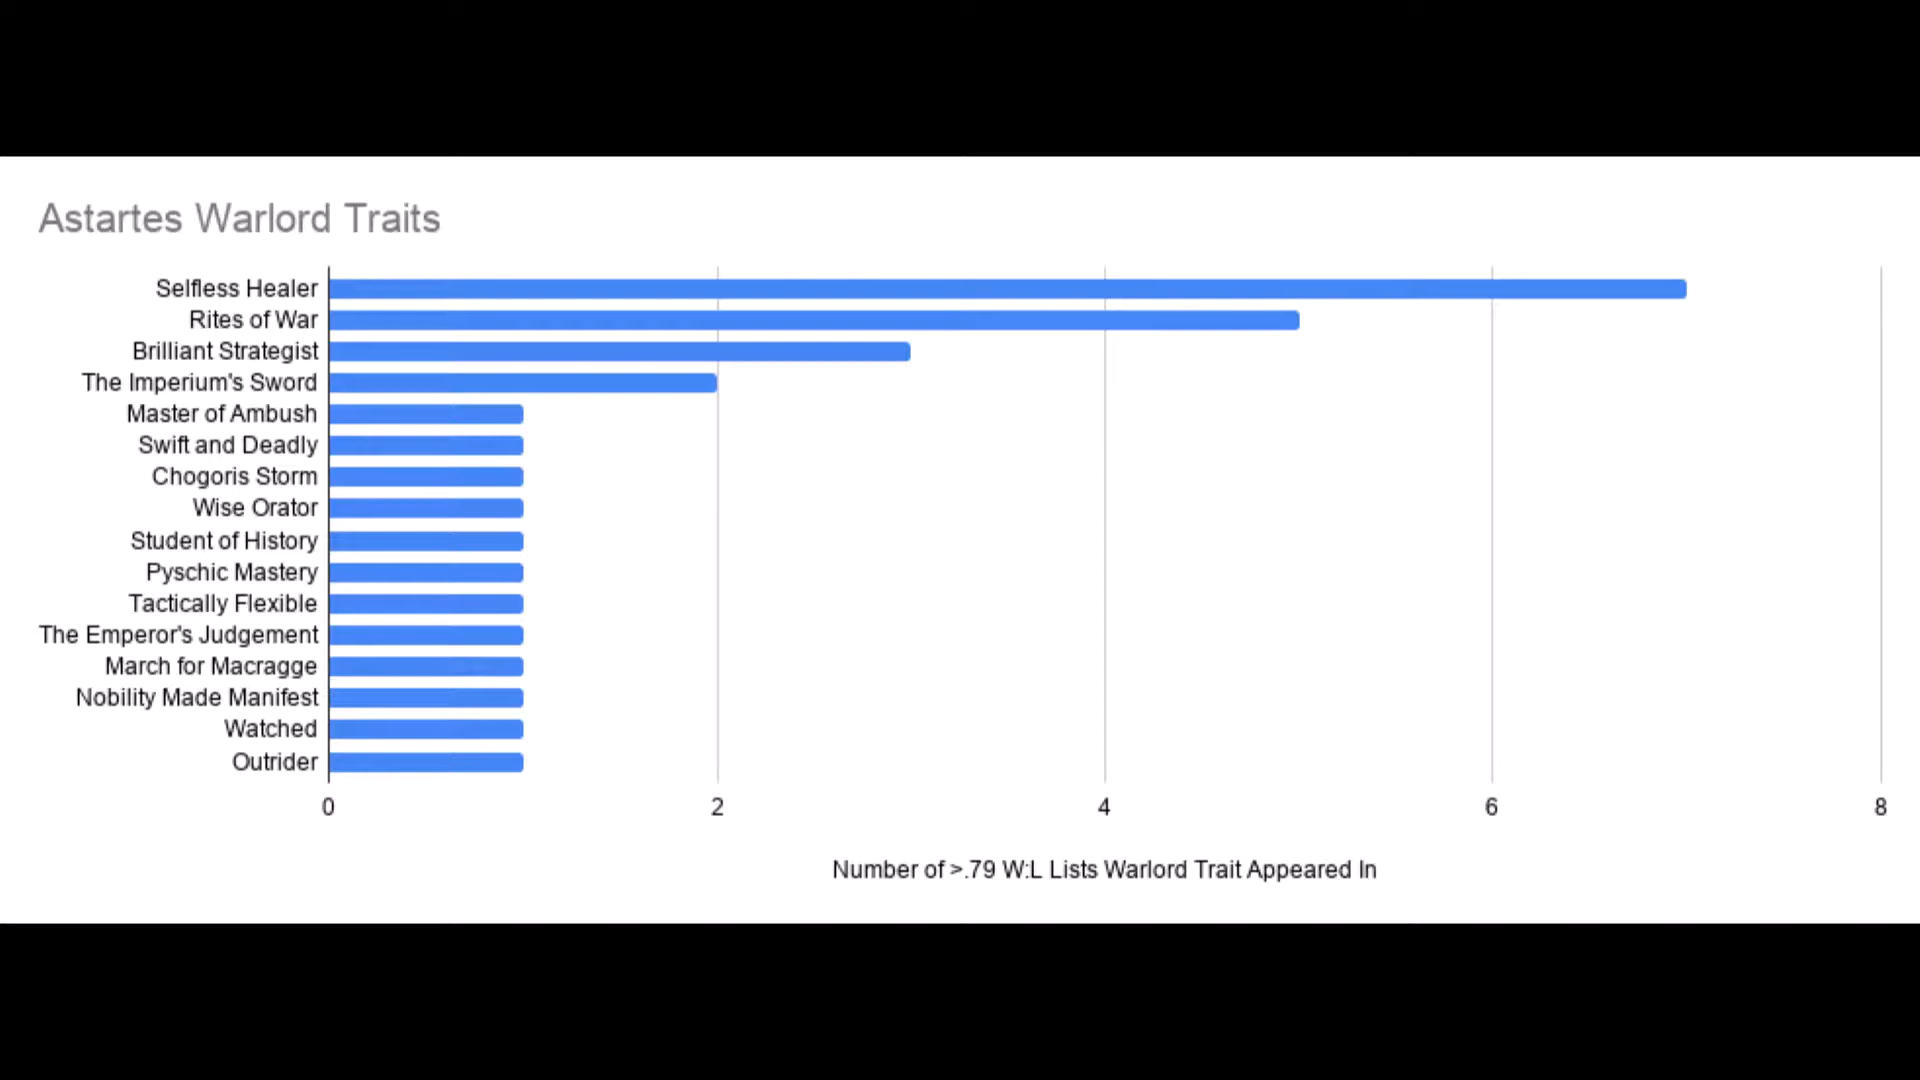 Astartes Warlord Traits
Selfless Healer
Rites of War
Brilliant Strategist
The Imperium's Sword
Master of Ambush
Swift and Deadly
Chogoris Storm
Wise Orator
Student of History
Pyschic Mastery
Tactically Flexible
The Emperor's Judgement
March for Macragge
Nobility Made Manifest
Watched
Outrider
0 2 4 6 8
Number of >.79 W:L Lists Warlord Trait Appeared In